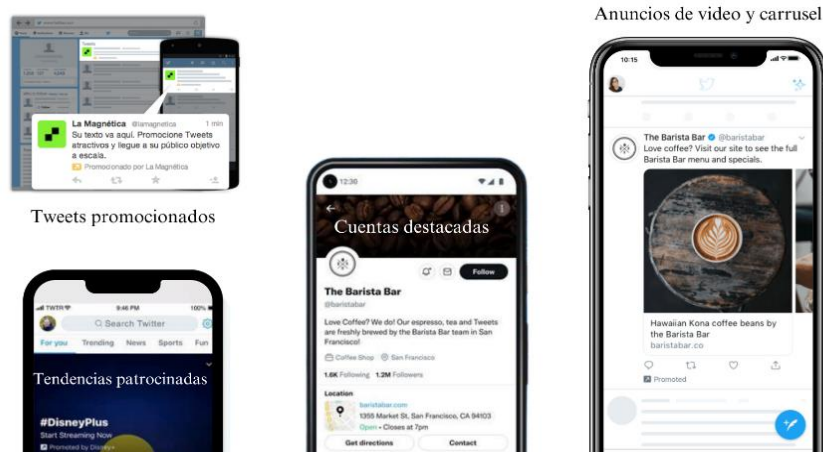 La Magnética @lamagnetica 1 min
Su texto va aquí. Promocione Tweets
atractivos y llegue a su público objetivo
a escala.
Promocionado por La Magnética
Tweets promocionados
TWTR 9:46 PM 100%
Search Twitter
For you Trending News Sports Fun
Tendencias patrocinadas
#DisneyPlus
Start Streaming Now
Promoted by Disney+
12:36
Cuentas destacadas
Follow
The Barista Bar
@baristabar
Love Coffee? We do! Our espresso, tea and Tweets
are freshly brewed by the Barista Bar team in San
Francisco!
Coffee Shop San Francisco
1.6K Following 1.2M Followers
Location
baristabar.com
1355 Market St, San Francisco, CA 94103
Open • Closes at 7pm
Get directions Contact
Anuncios de video y carrusel
10:15
The Barista Bar @baristabar
Love coffee? Visit our site to see the full
Barista Bar menu and specials.
Hawaiian Kona coffee beans by
the Barista Bar
baristabar.co
Promoted